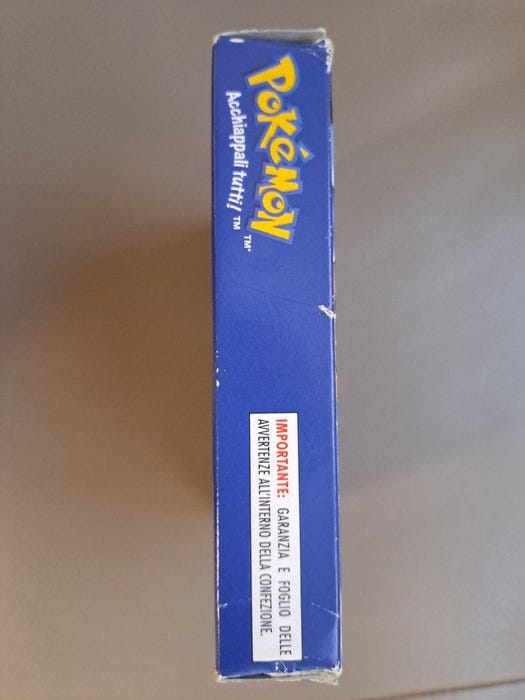 POKéMON ™
Acchiappali tutti! ™
IMPORTANTE: GARANZIA E FOGLIO DELLE
AVVERTENZE ALL'INTERNO DELLA CONFEZIONE.